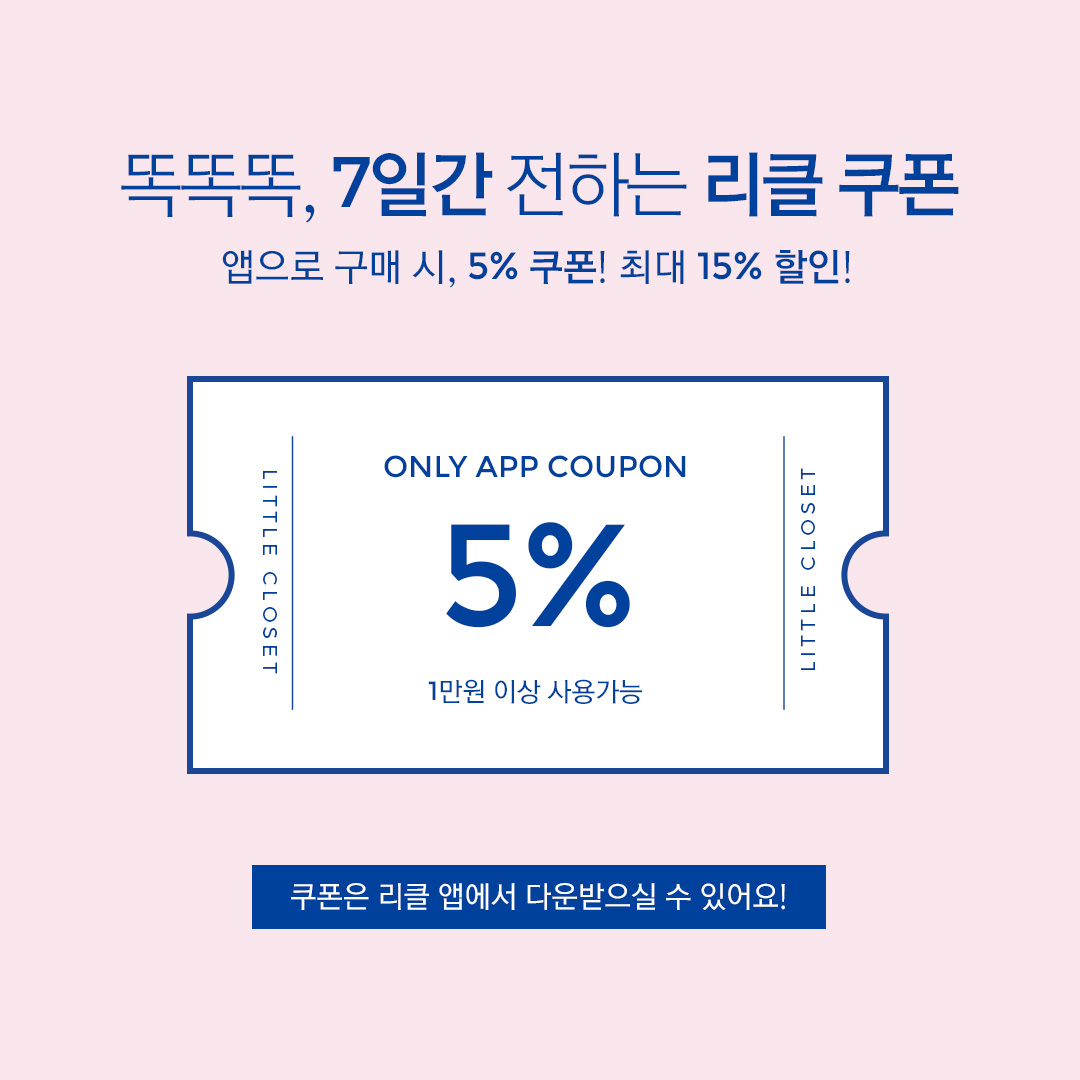 똑똑똑, 7일간 전하는 리클 쿠폰
앱으로 구매 시, 5% 쿠폰! 최대 15% 할인!
LITTLE CLOSET
ONLY APP COUPON
5%
1만원 이상 사용가능
LITTLE CLOSET
쿠폰은 리클 앱에서 다운받으실 수 있어요!